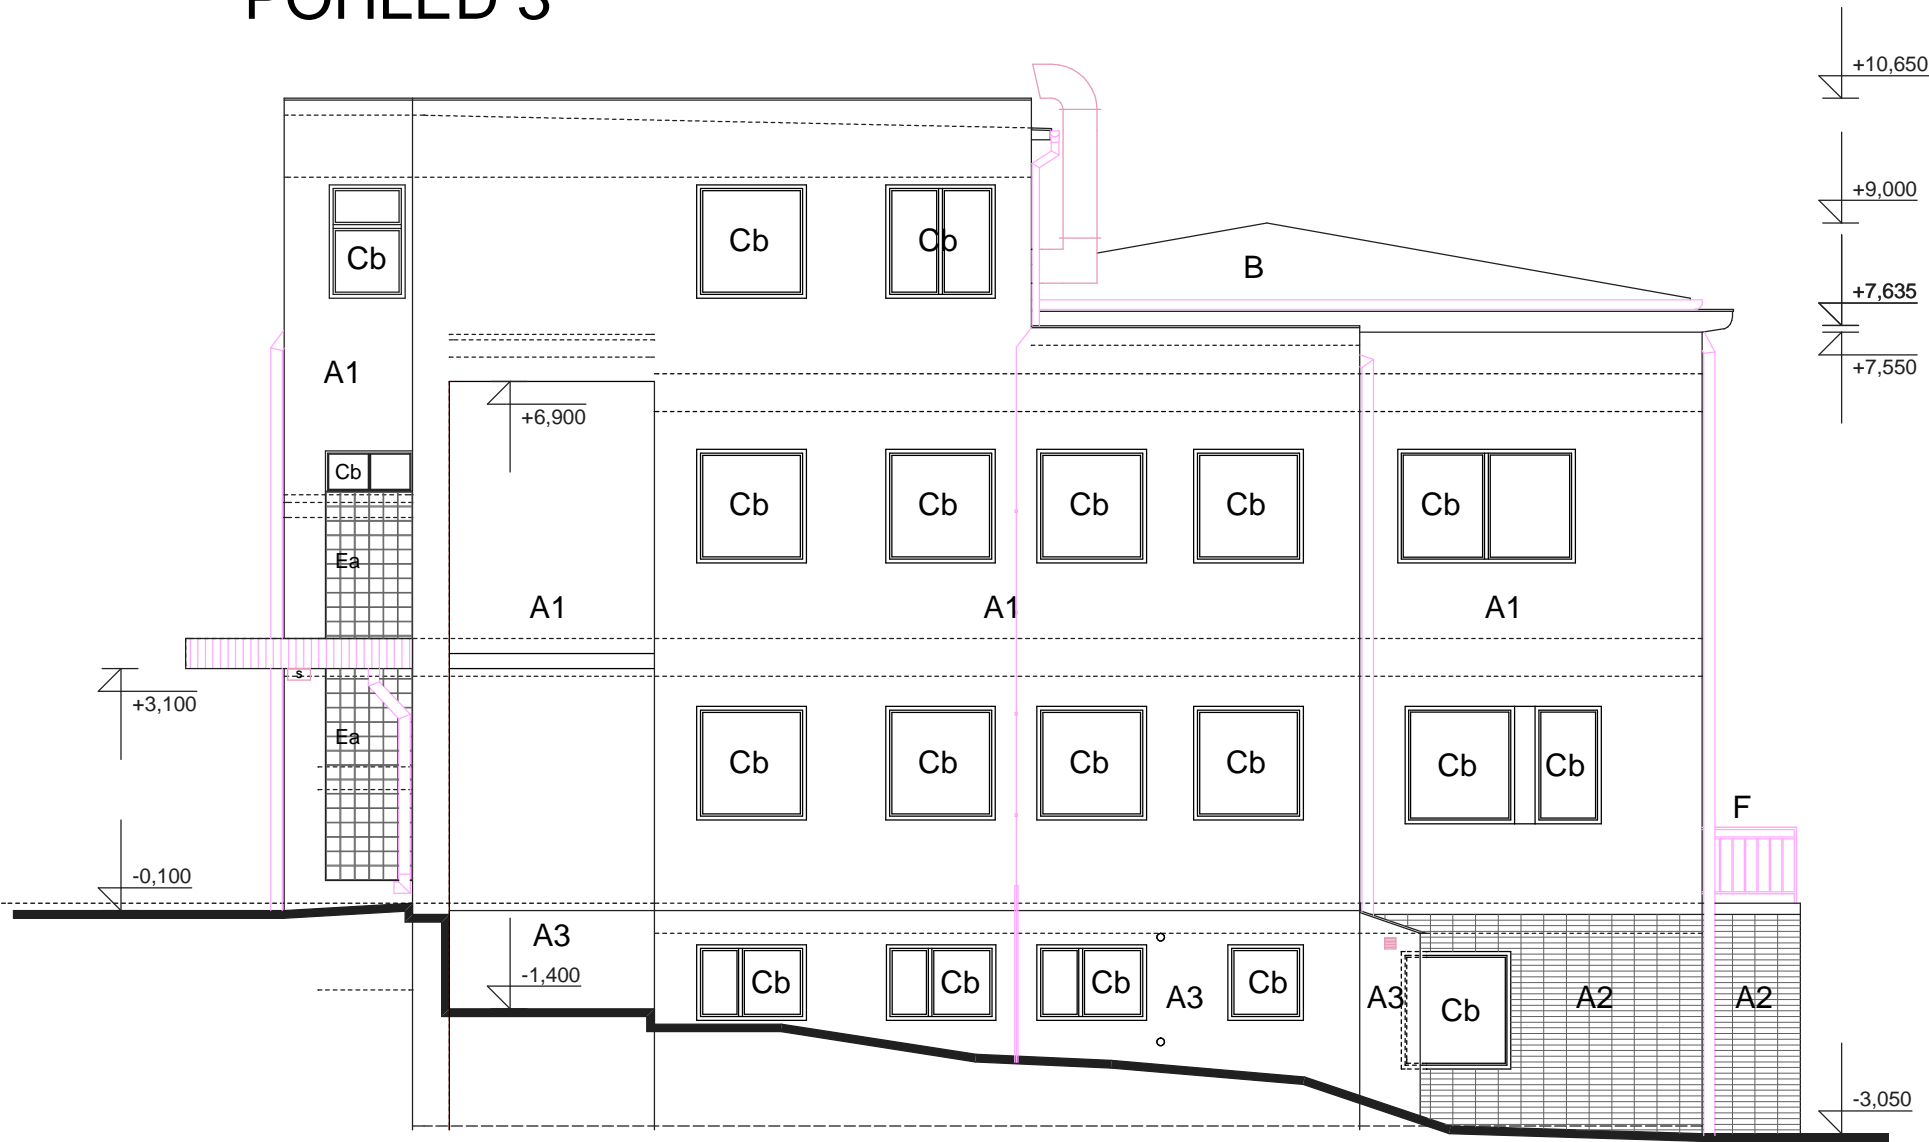 POHLED 3
+10,650
+9,000
Cb
Cb
Cb
B
+7,635
+7,550
A1
+6,900
Cb
Cb
Cb
Cb
Cb
Cb
Ea
A1
A1
A1
s
+3,100
Ea
Cb
Cb
Cb
Cb
Cb
Cb
F
-0,100
A3
-1,400
Cb
Cb
Cb
A3
Cb
A3
Cb
A2
A2
-3,050